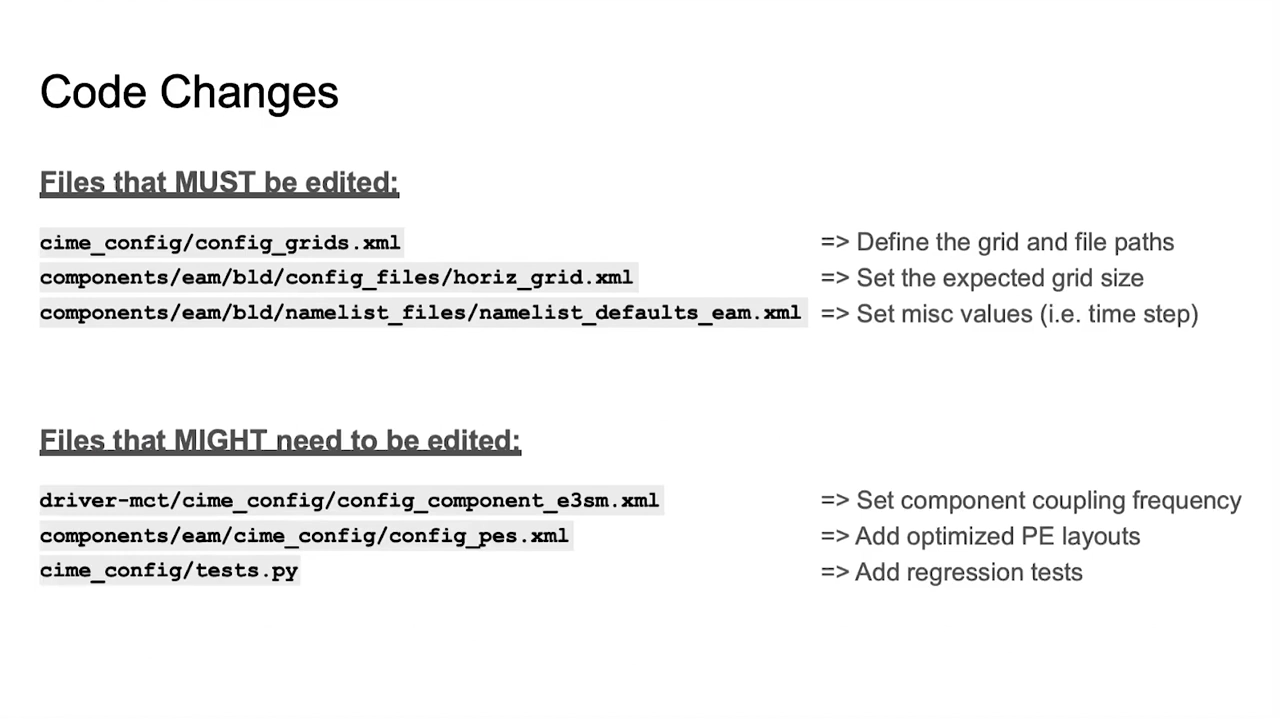 Code Changes
Files that MUST be edited:
cime_config/config_grids.xml => Define the grid and file paths
components/eam/bld/config_files/horiz_grid.xml => Set the expected grid size
components/eam/bld/namelist_files/namelist_defaults_eam.xml => Set misc values (i.e. time step)
Files that MIGHT need to be edited:
driver-mct/cime_config/config_component_e3sm.xml => Set component coupling frequency
components/eam/cime_config/config_pes.xml => Add optimized PE layouts
cime_config/tests.py => Add regression tests